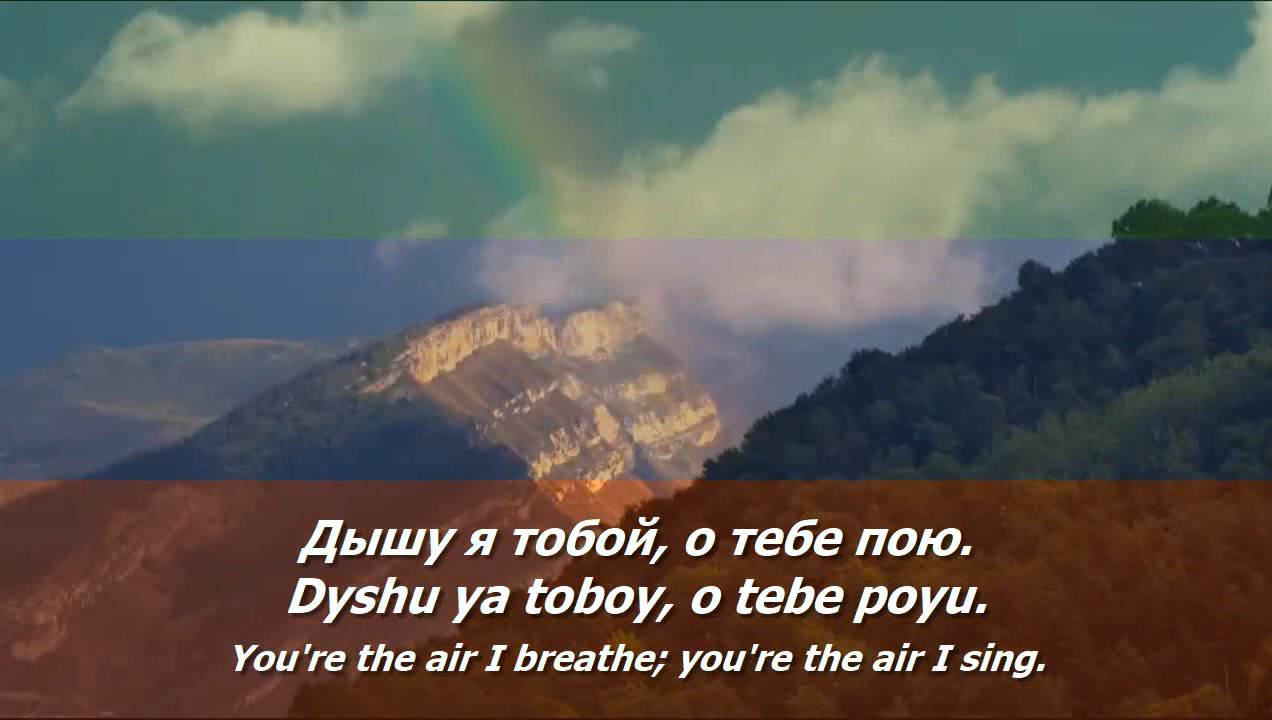 Дышу я тобой, о тебе пою.
Dyshu ya toboy, o tebe poyu.
You're the air I breathe; you're the air I sing.